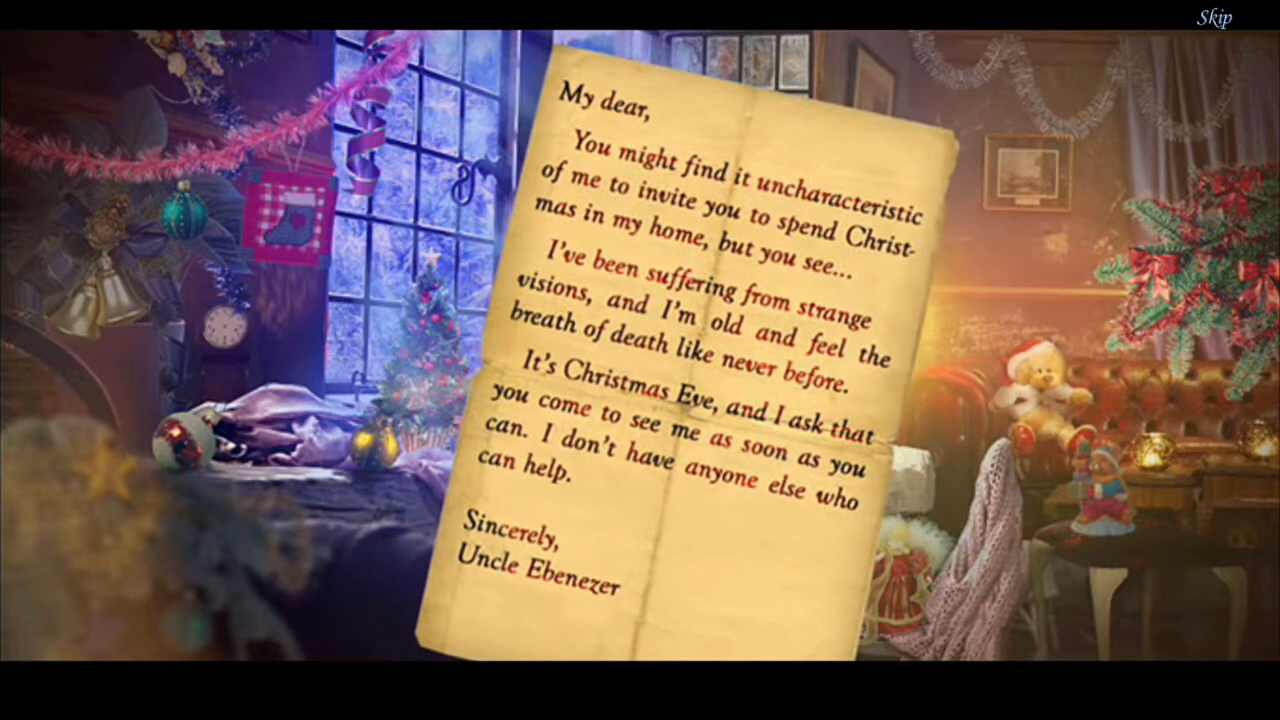 Skip
My dear,
You might find it uncharacteristic
of me to invite you to spend Christ-
mas in my home, but you see...
I've been suffering from strange
visions, and I'm old and feel the
breath of death like never before.
It's Christmas Eve, and I ask that
you come to see me as soon as you
can. I don't have anyone else who
can help.
Sincerely,
Uncle Ebenezer